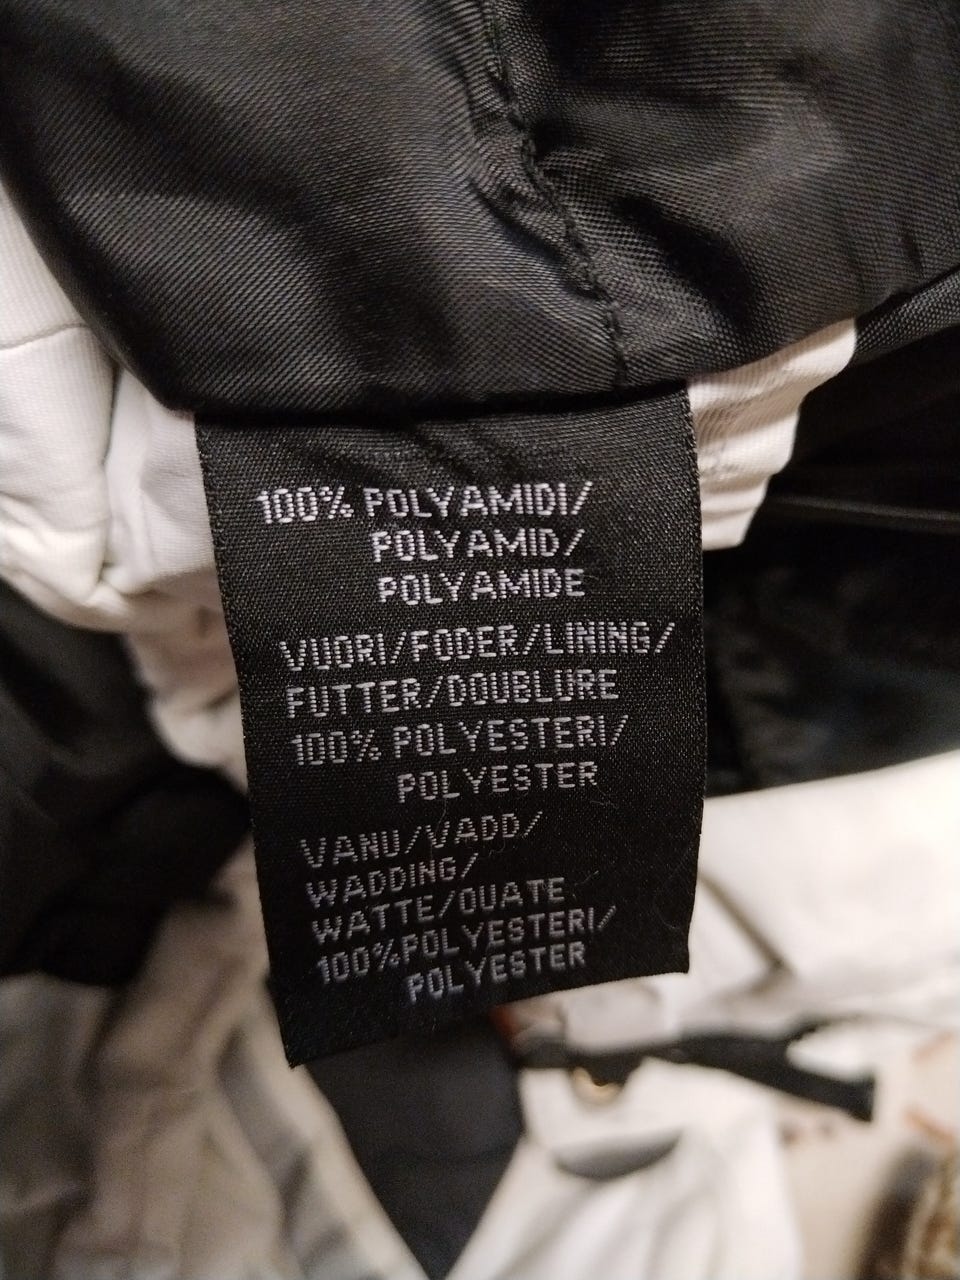 100% POLYAMIDI/
POLYAMID/
POLYAMIDE
VUORI/FODER/LINING/
FUTTER/DOUBLURE
100% POLYESTERI/
POLYESTER
VANU/VADD/
WADDING/
WATTE/OUATE
100%POLYESTERI/
POLYESTER